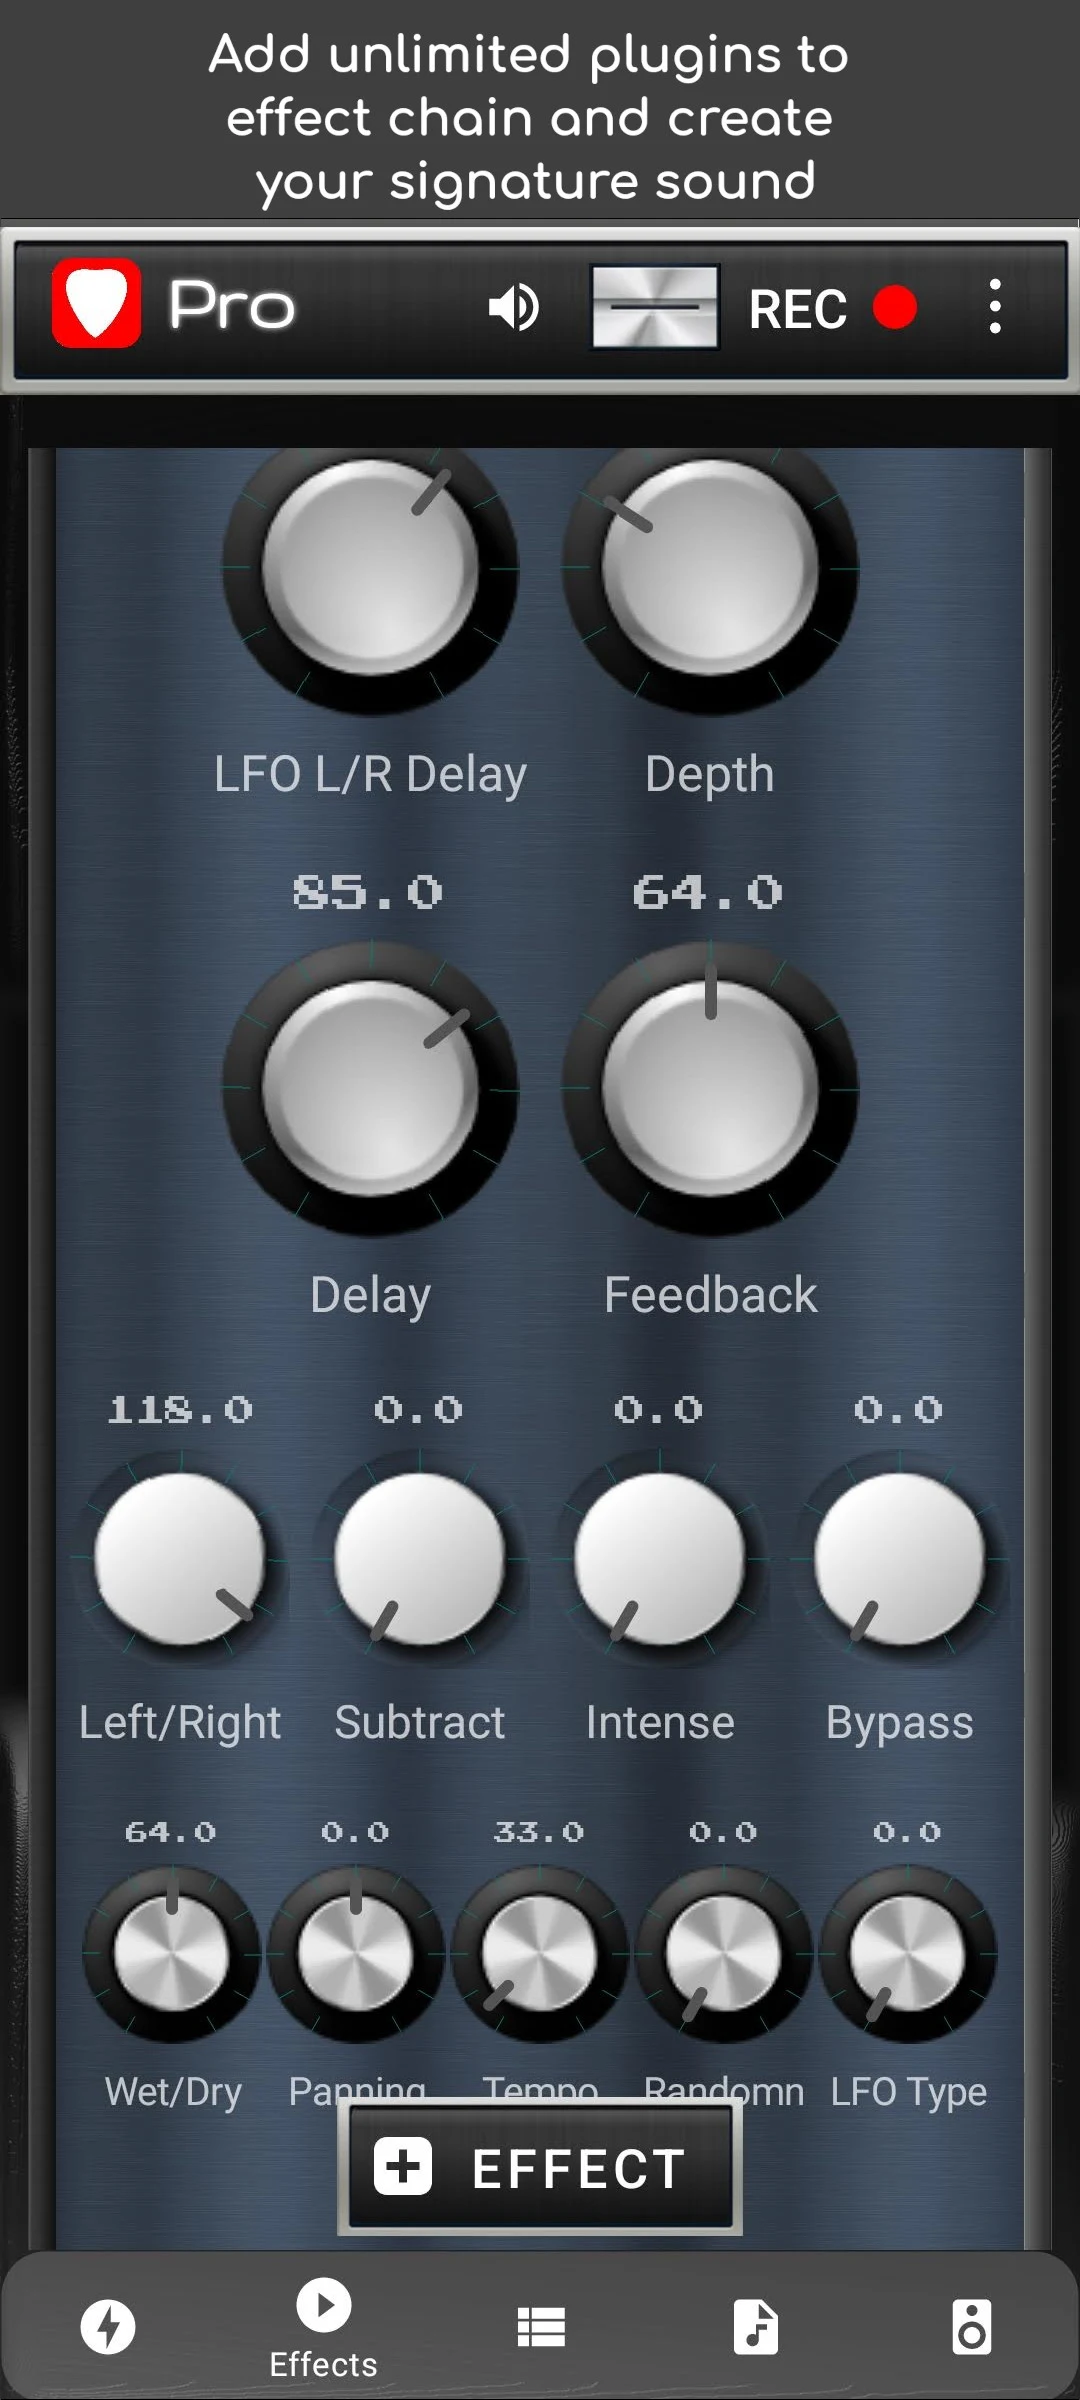 Add unlimited plugins to
effect chain and create
your signature sound
Pro
REC
LFO L/R Delay
Depth
85.0
64.0
Delay
Feedback
118.0
0.0
0.0
0.0
Left/Right
Subtract
Intense
Bypass
64.0
0.0
33.0
0.0
0.0
Wet/Dry
Panning
Tempo
Randomn
LFO Type
EFFECT
Effects